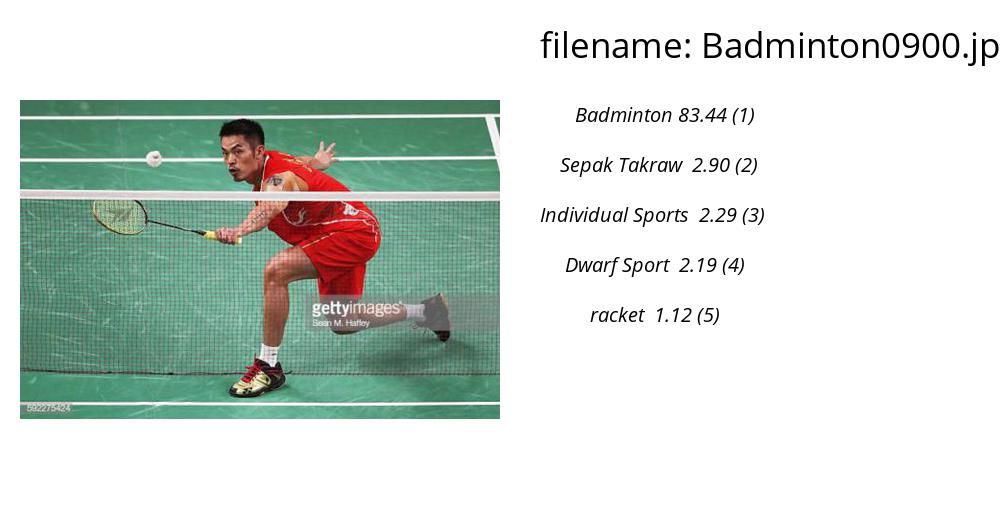 filename: Badminton0900.jp
Badminton 83.44 (1)
Sepak Takraw 2.90 (2)
Individual Sports 2.29 (3)
Dwarf Sport 2.19 (4)
racket 1.12 (5)
gettyimages
Sean M. Haffey
592275424